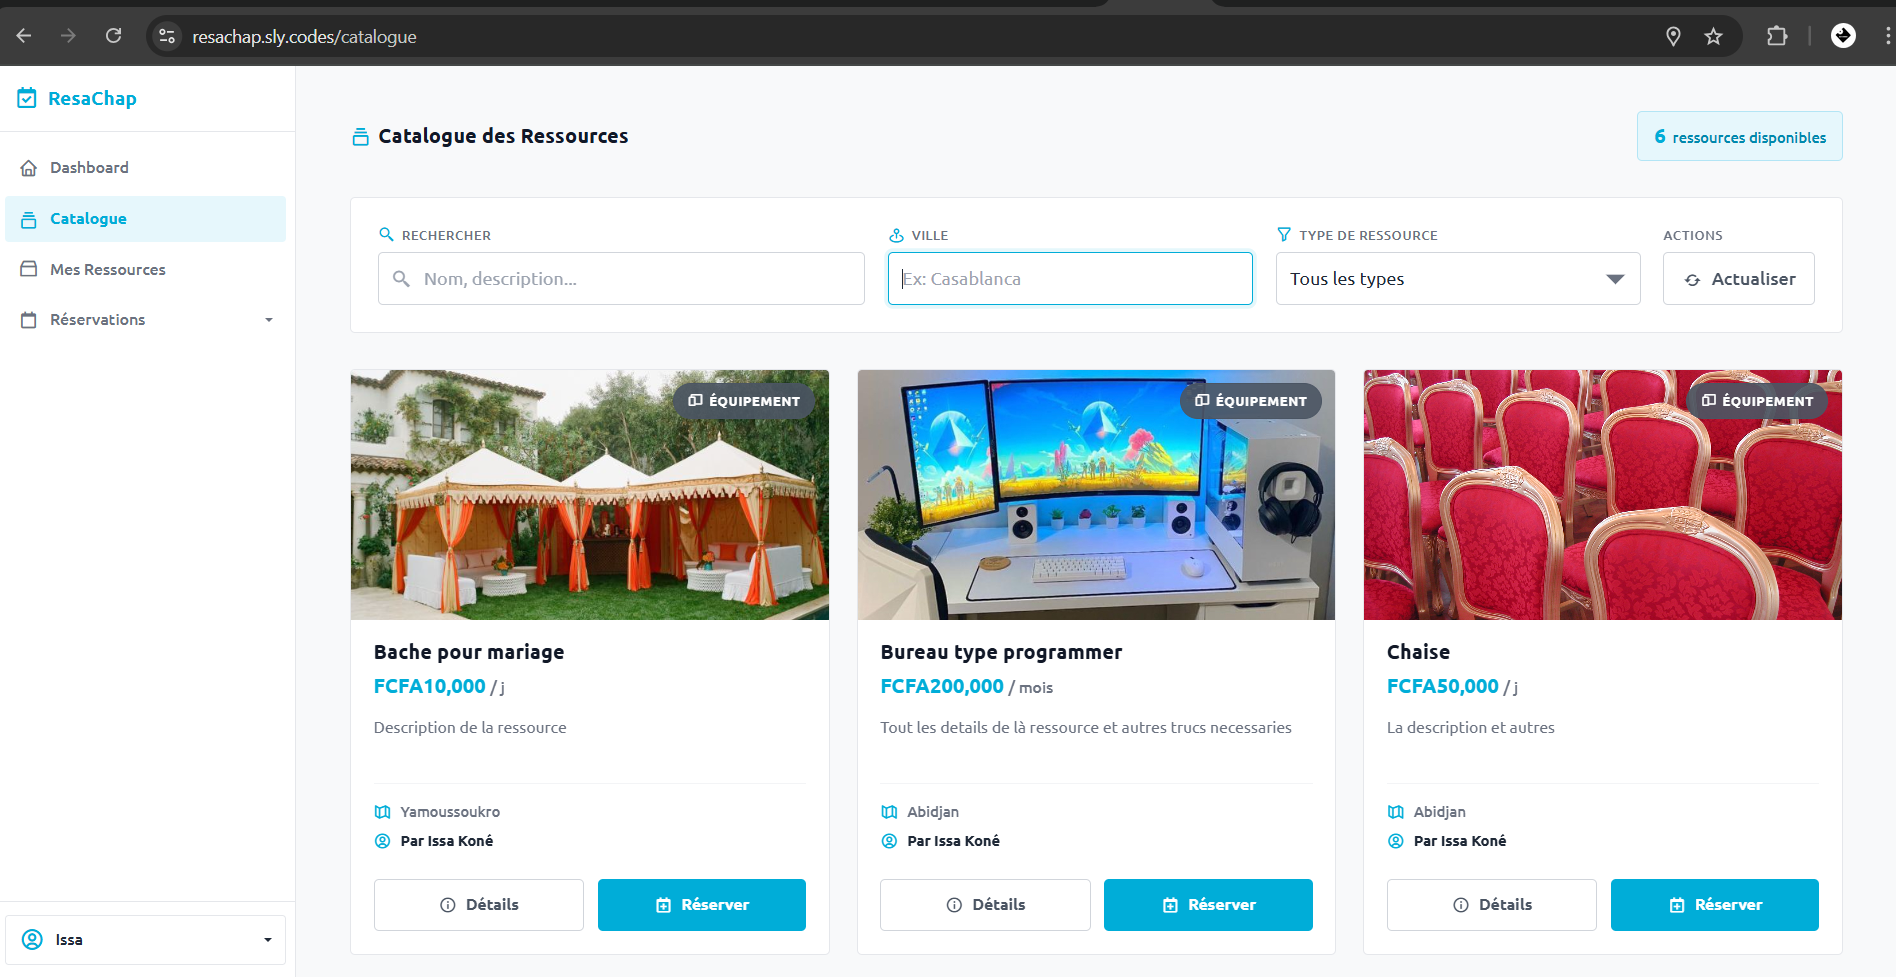 resachap.sly.codes/catalogue
ResaChap
Dashboard
Catalogue
Mes Ressources
Réservations
Issa
Catalogue des Ressources
6 ressources disponibles
RECHERCHER
Nom, description...
VILLE
Ex: Casablanca
TYPE DE RESSOURCE
Tous les types
ACTIONS
Actualiser
ÉQUIPEMENT
Bache pour mariage
FCFA10,000 / j
Description de la ressource
Yamoussoukro
Par Issa Koné
Détails
Réserver
ÉQUIPEMENT
Bureau type programmer
FCFA200,000 / mois
Tout les details de là ressource et autres trucs necessaries
Abidjan
Par Issa Koné
Détails
Réserver
ÉQUIPEMENT
Chaise
FCFA50,000 / j
La description et autres
Abidjan
Par Issa Koné
Détails
Réserver